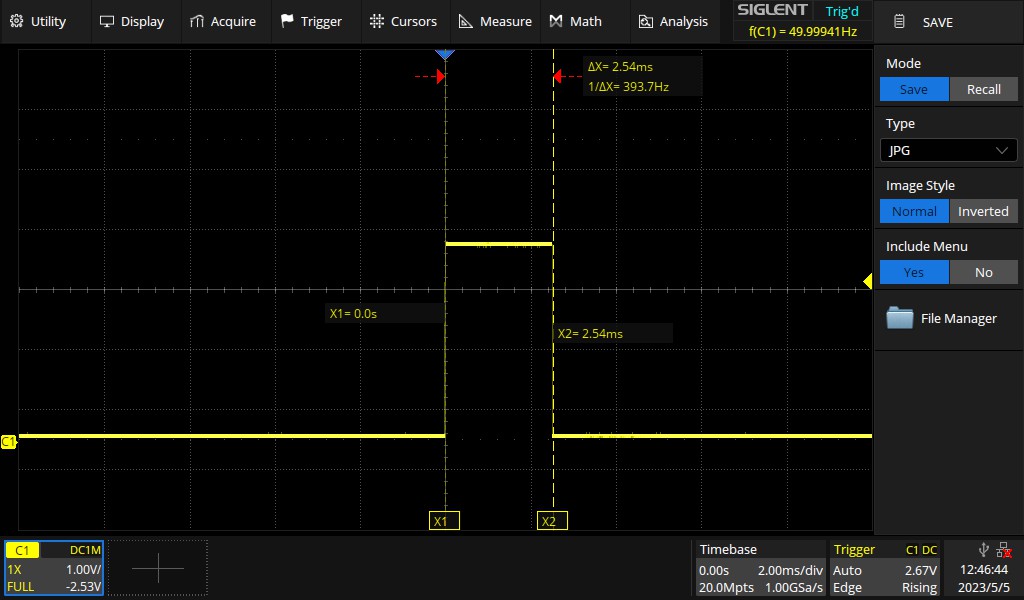 Utility Display Acquire Trigger Cursors Measure Math Analysis
SIGLENT Trig'd
f(C1) = 49.99941Hz
SAVE
Mode
Save Recall
Type
JPG
Image Style
Normal Inverted
Include Menu
Yes No
File Manager
ΔX= 2.54ms
1/ΔX= 393.7Hz
X1= 0.0s
X2= 2.54ms
C1
X1 X2
C1 DC1M
1X 1.00V/
FULL -2.53V
Timebase
0.00s 2.00ms/div
20.0Mpts 1.00GSa/s
Trigger C1 DC
Auto 2.67V
Edge Rising
12:46:44
2023/5/5